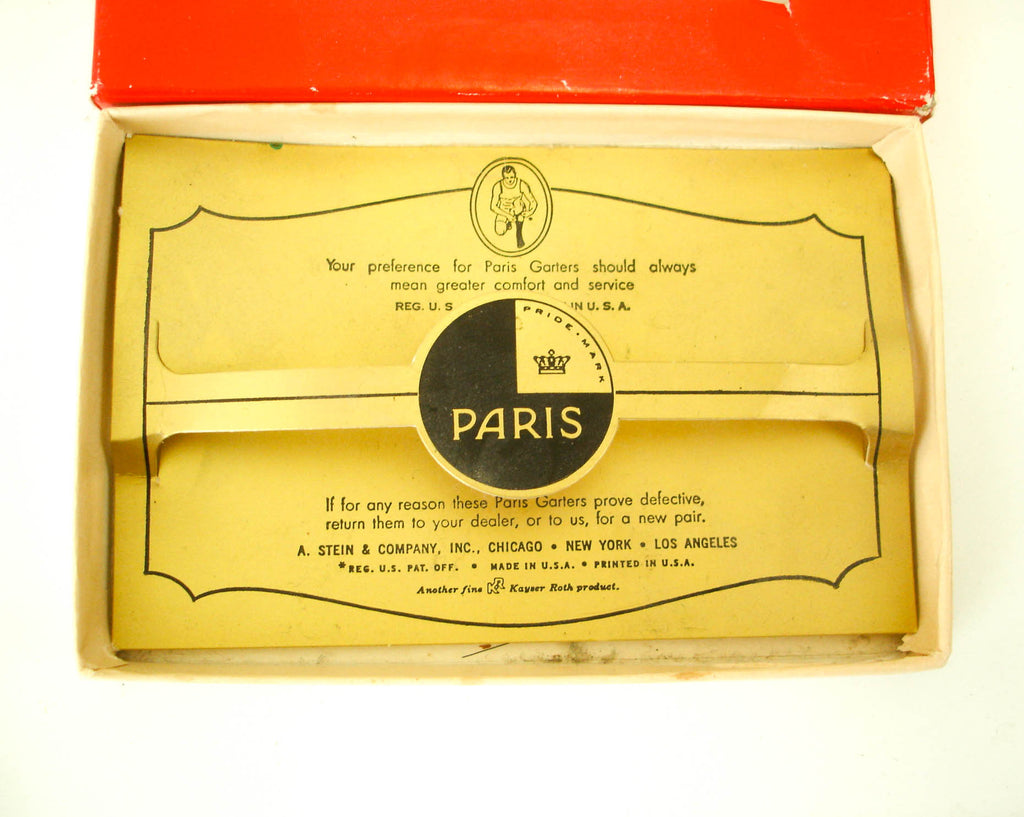 Your preference for Paris Garters should always
mean greater comfort and service
REG. U. S IN U. S. A.
PRIDE-MARK
PARIS
If for any reason these Paris Garters prove defective,
return them to your dealer, or to us, for a new pair.
A. STEIN & COMPANY, INC., CHICAGO • NEW YORK • LOS ANGELES
*REG. U.S. PAT. OFF. • MADE IN U.S.A. • PRINTED IN U.S.A.
Another fine KR Kayser Roth product.